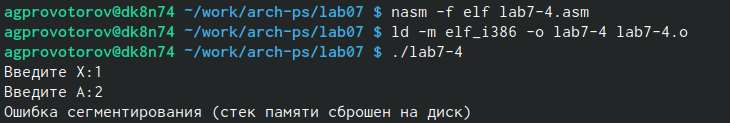 agprovotorov@dk8n74 ~/work/arch-ps/lab07 $ nasm -f elf lab7-4.asm
agprovotorov@dk8n74 ~/work/arch-ps/lab07 $ ld -m elf_i386 -o lab7-4 lab7-4.o
agprovotorov@dk8n74 ~/work/arch-ps/lab07 $ ./lab7-4
Введите X:1
Введите A:2
Ошибка сегментирования (стек памяти сброшен на диск)